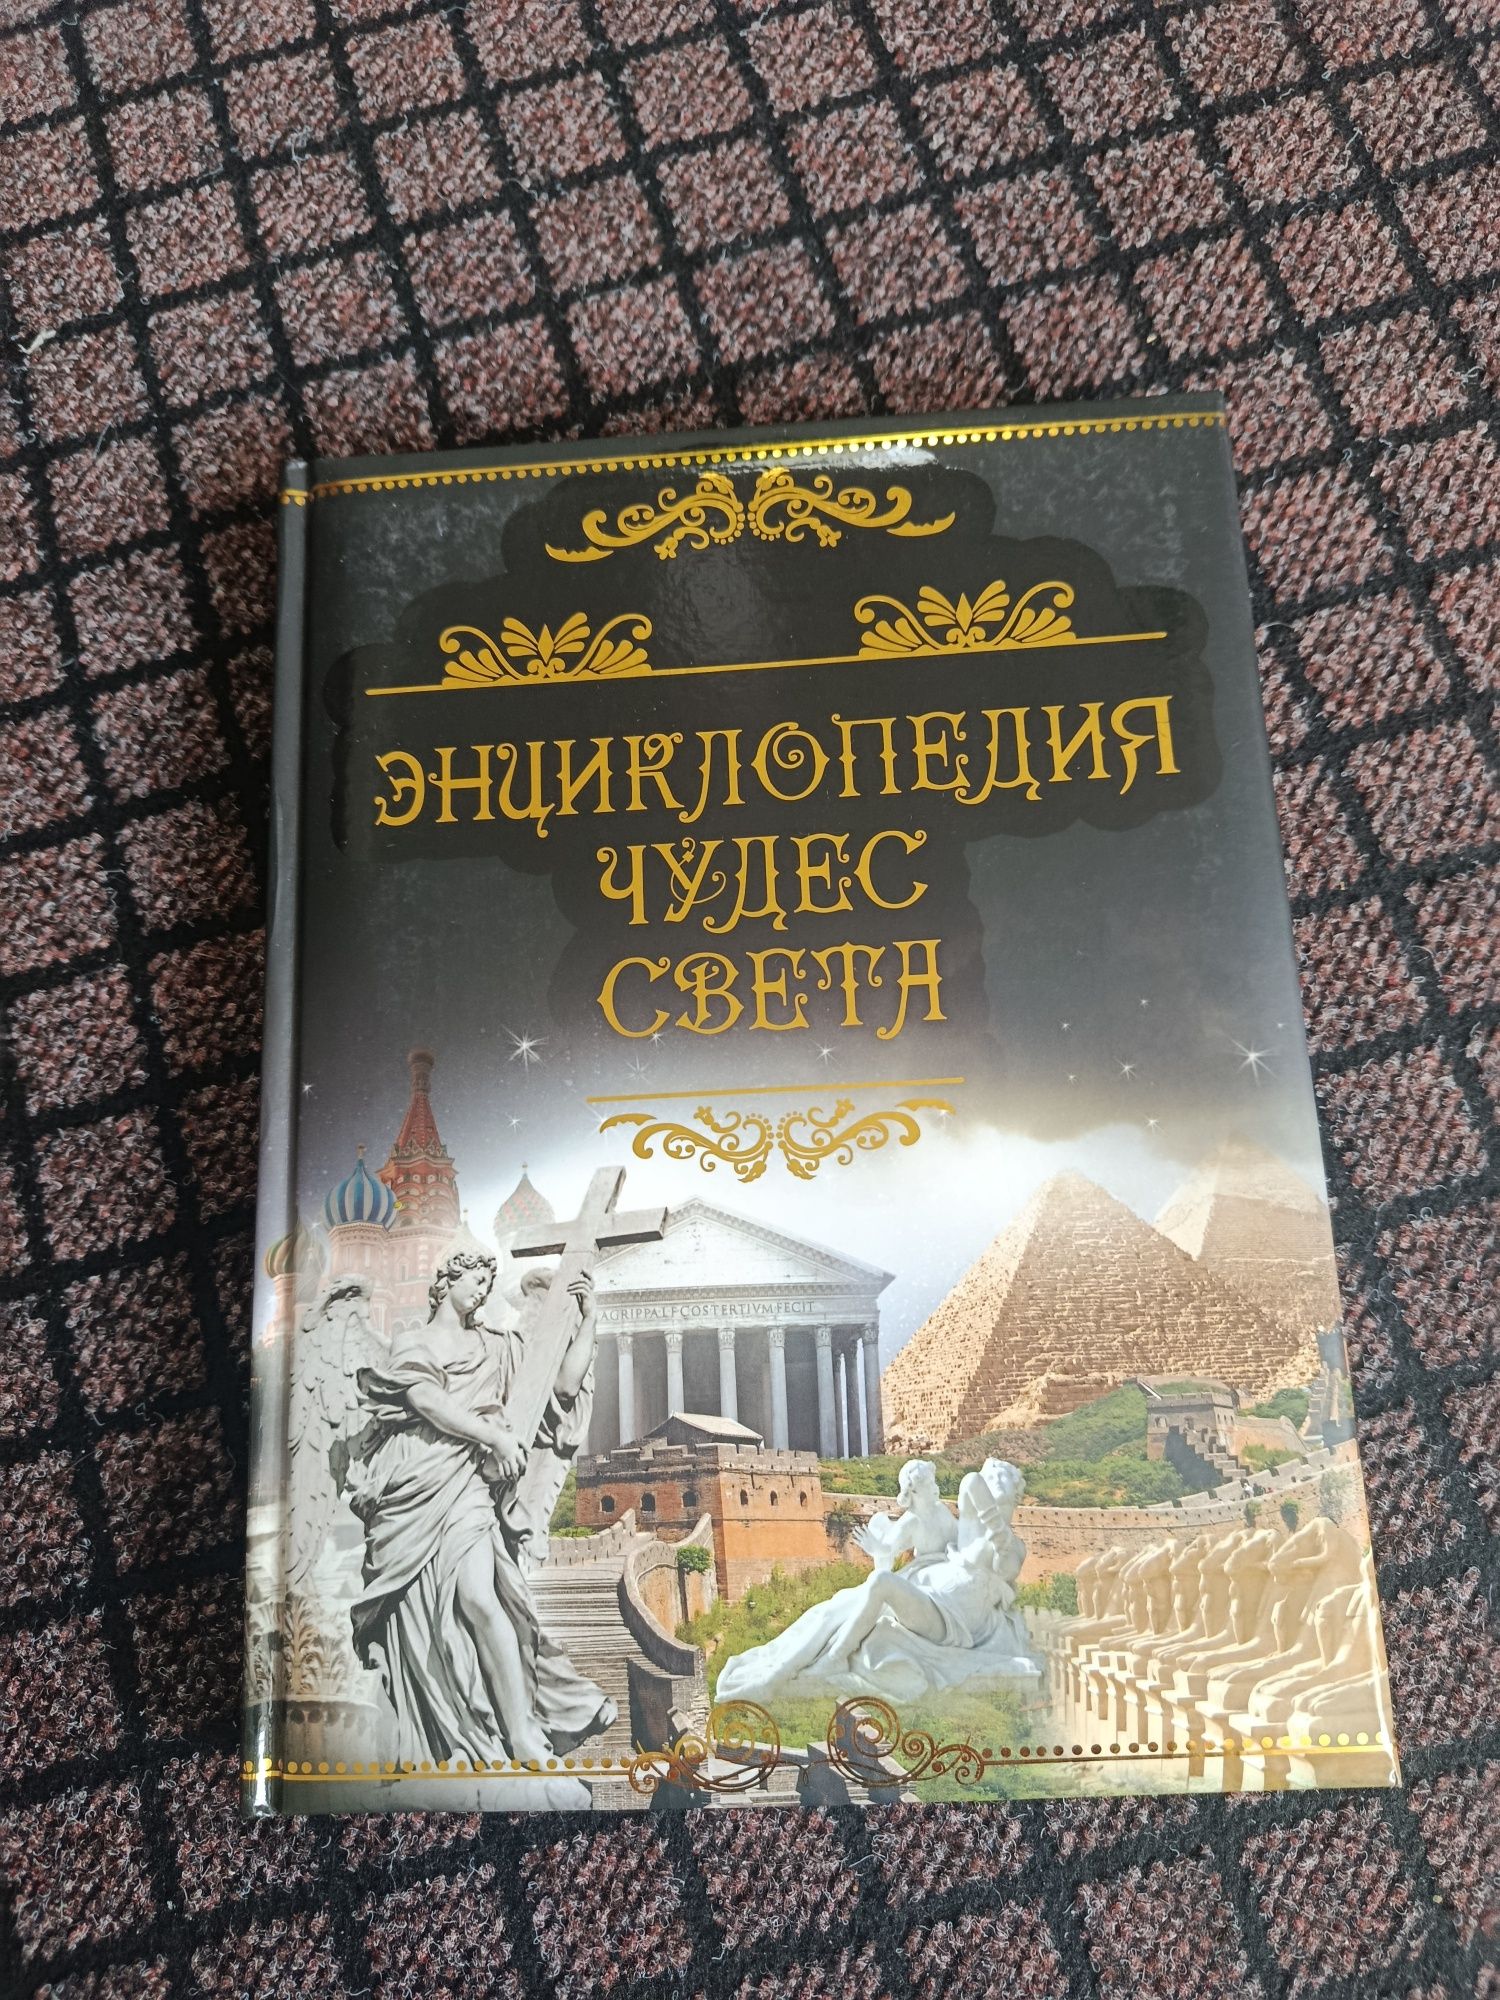 ЭНЦИКЛОПЕДИЯ
ЧУДЕС
СВЕТА
AGRIPPA·L·F·COS·TERTIVM·FECIT